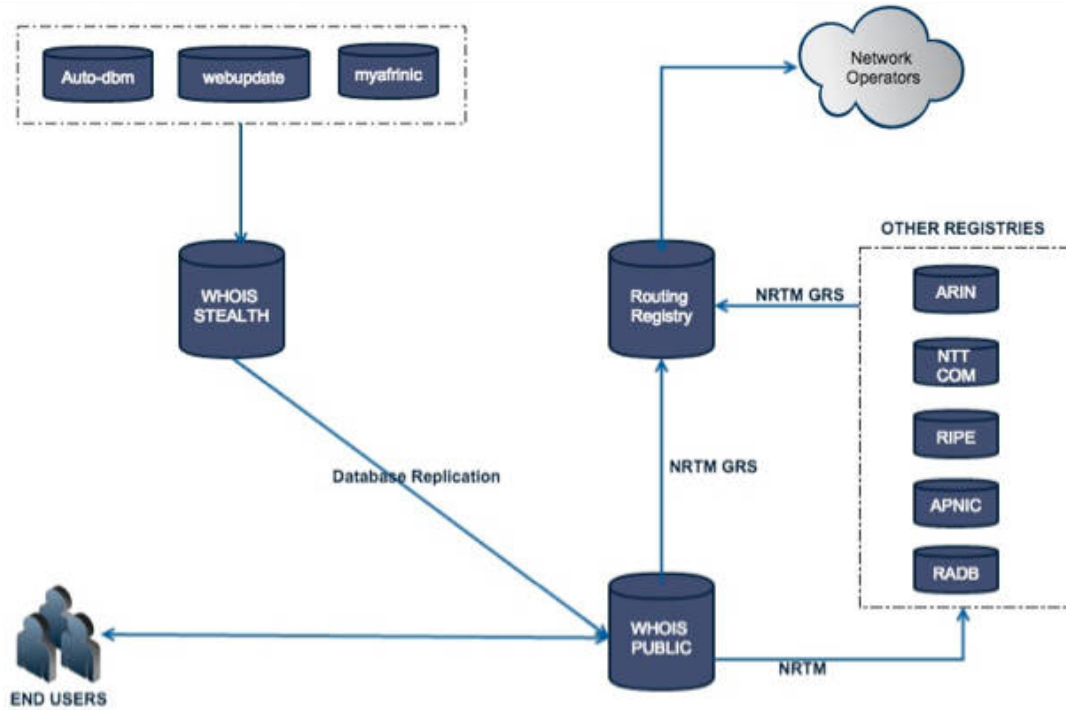 Auto-dbm
webupdate
myafrinic
Network
Operators
WHOIS
STEALTH
Routing
Registry
OTHER REGISTRIES
NRTM GRS
ARIN
NTT
COM
RIPE
APNIC
RADB
Database Replication
NRTM GRS
WHOIS
PUBLIC
NRTM
END USERS